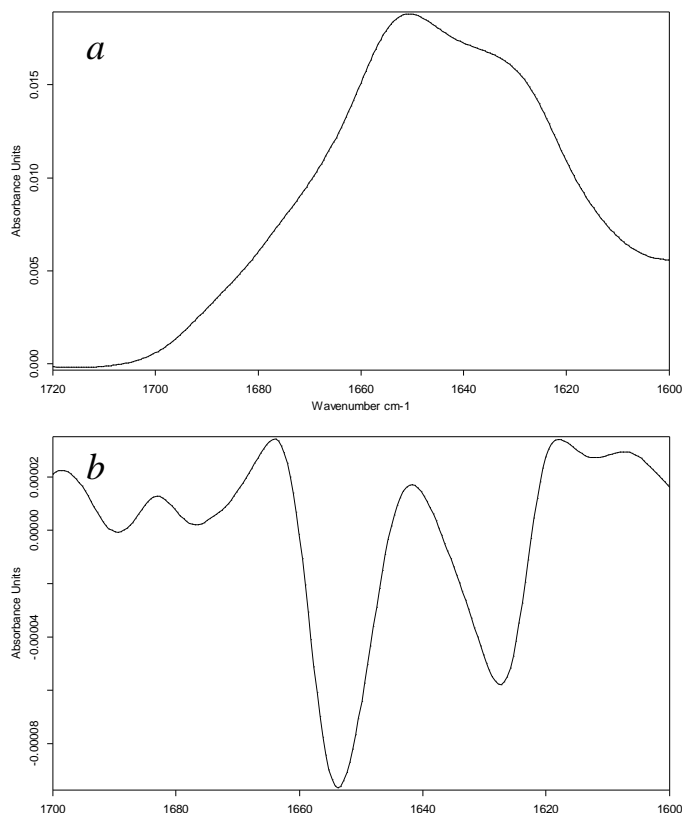 a
Absorbance Units
0.015
0.010
0.005
0.000
1720 1700 1680 1660 1640 1620 1600
Wavenumber cm-1
b
Absorbance Units
0.00002
0.00000
-0.00004
-0.00008
1700 1680 1660 1640 1620 1600